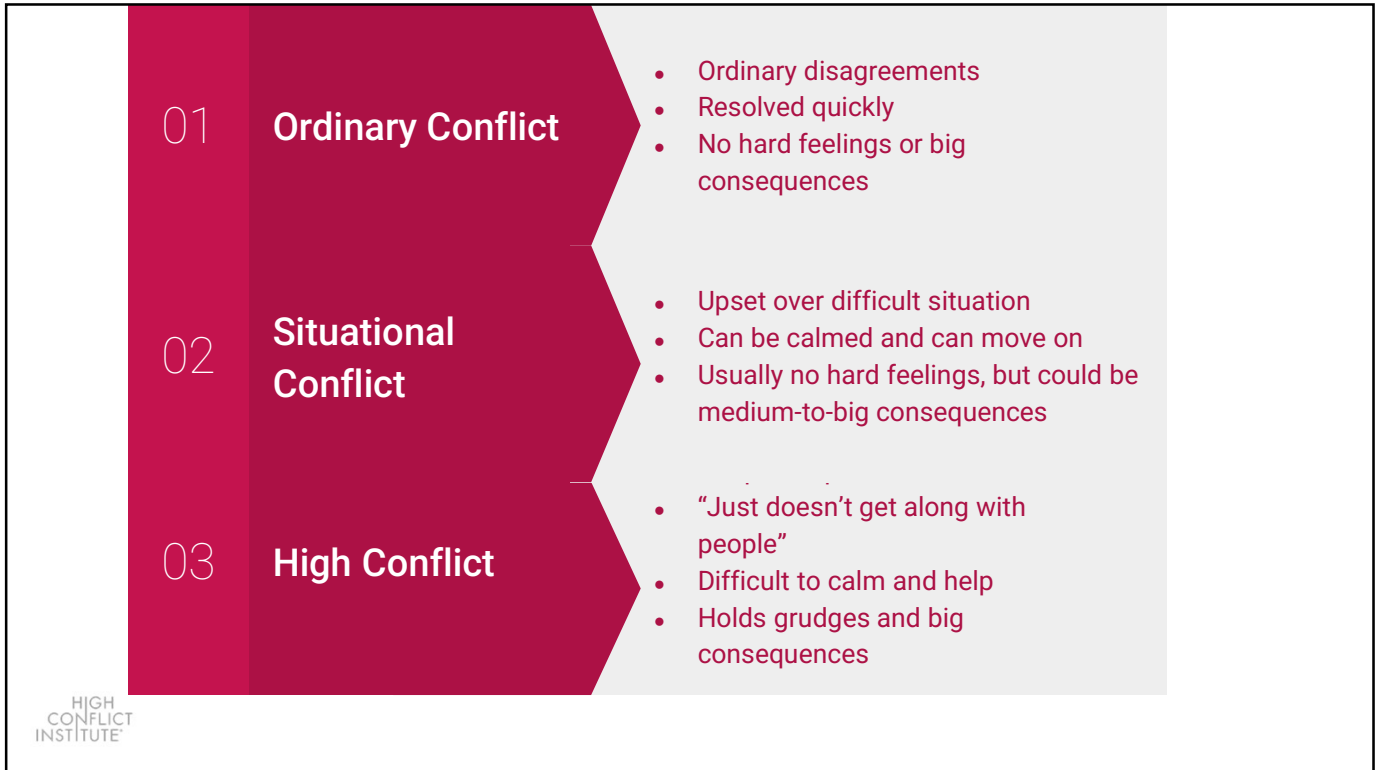 01
Ordinary Conflict
● Ordinary disagreements
● Resolved quickly
● No hard feelings or big
consequences
02
Situational
Conflict
● Upset over difficult situation
● Can be calmed and can move on
● Usually no hard feelings, but could be
medium-to-big consequences
03
High Conflict
● “Just doesn’t get along with
people”
● Difficult to calm and help
● Holds grudges and big
consequences
HIGH
CONFLICT
INSTITUTE®